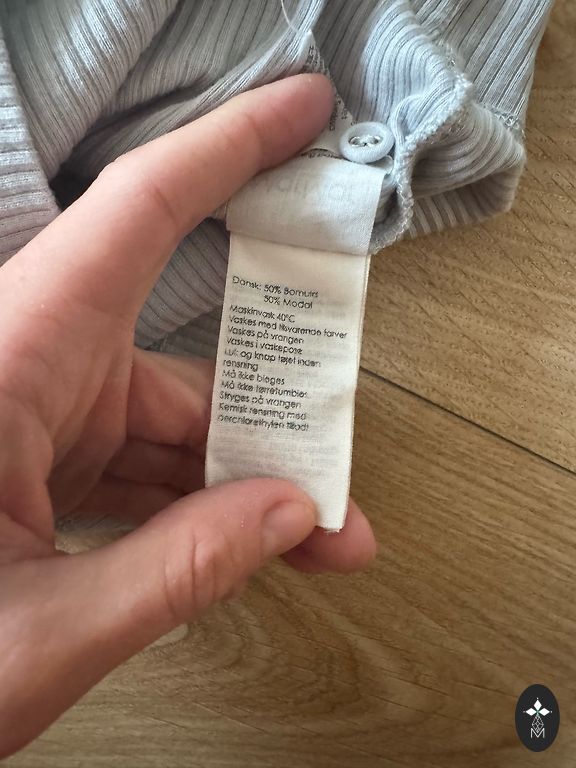 Dansk: 50% Bomuld
50% Modal
Maskinvask 40°C
Vaskes med tilsvarende farver
Vaskes på vrangen
Vaskes i vaskepose
Luk og knap tøjet inden
rensning
Må ikke bleges
Må ikke tørretumbles
Stryges på vrangen
Kemisk rensning med
perchlorethylen tilladt
M